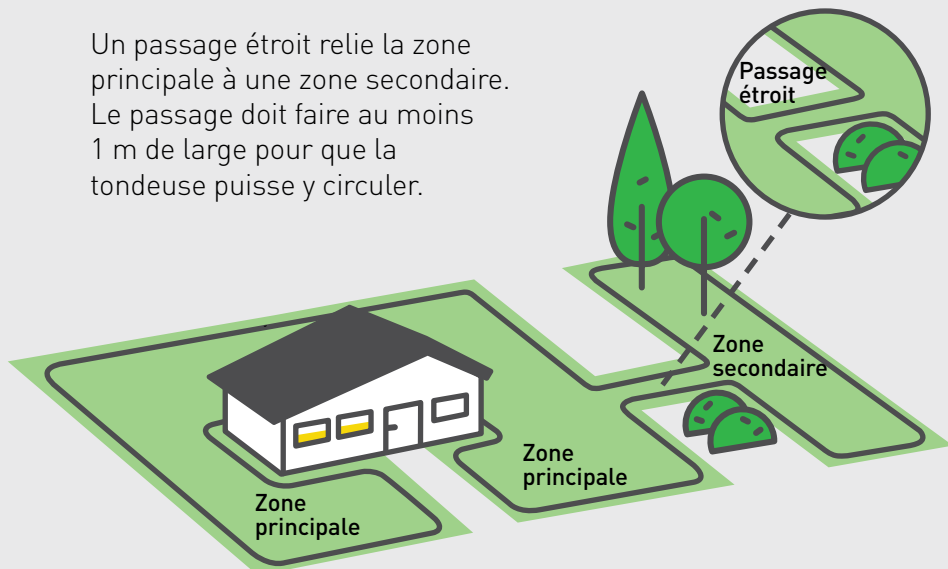 Un passage étroit relie la zone
principale à une zone secondaire.
Le passage doit faire au moins
1 m de large pour que la
tondeuse puisse y circuler.
Passage
étroit
Zone
secondaire
Zone
principale
Zone
principale